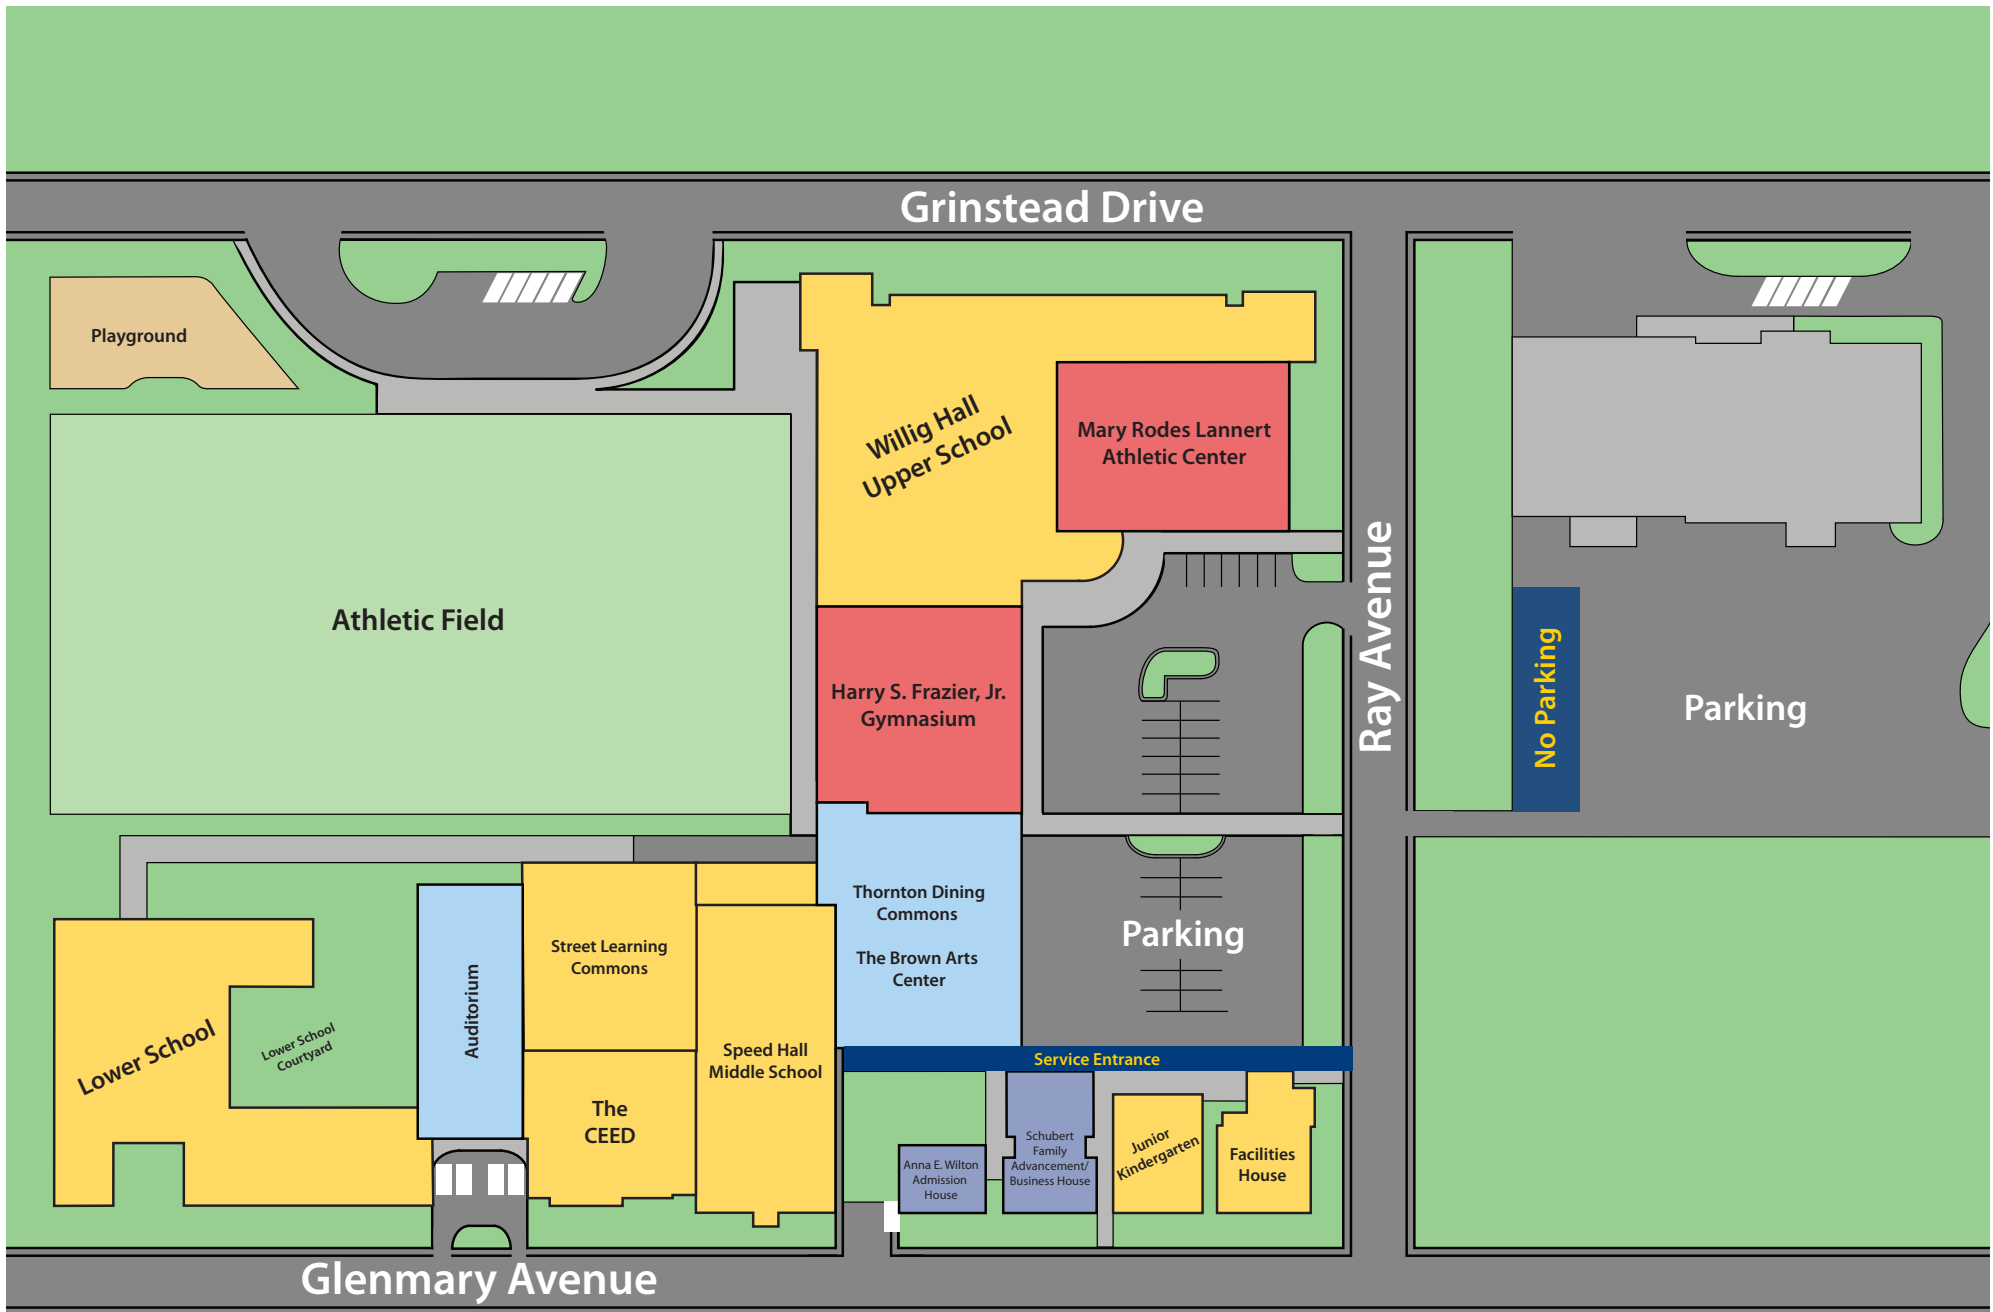 Grinstead Drive
Playground
Willig Hall
Upper School
Mary Rodes Lannert
Athletic Center
Athletic Field
Ray Avenue
Harry S. Frazier, Jr.
Gymnasium
No Parking
Parking
Thornton Dining
Commons
The Brown Arts
Center
Parking
Street Learning
Commons
Auditorium
Lower School
Lower School
Courtyard
Speed Hall
Middle School
Service Entrance
The
CEED
Anna E. Wilton
Admission
House
Schubert
Family
Advancement/
Business House
Junior
Kindergarten
Facilities
House
Glenmary Avenue